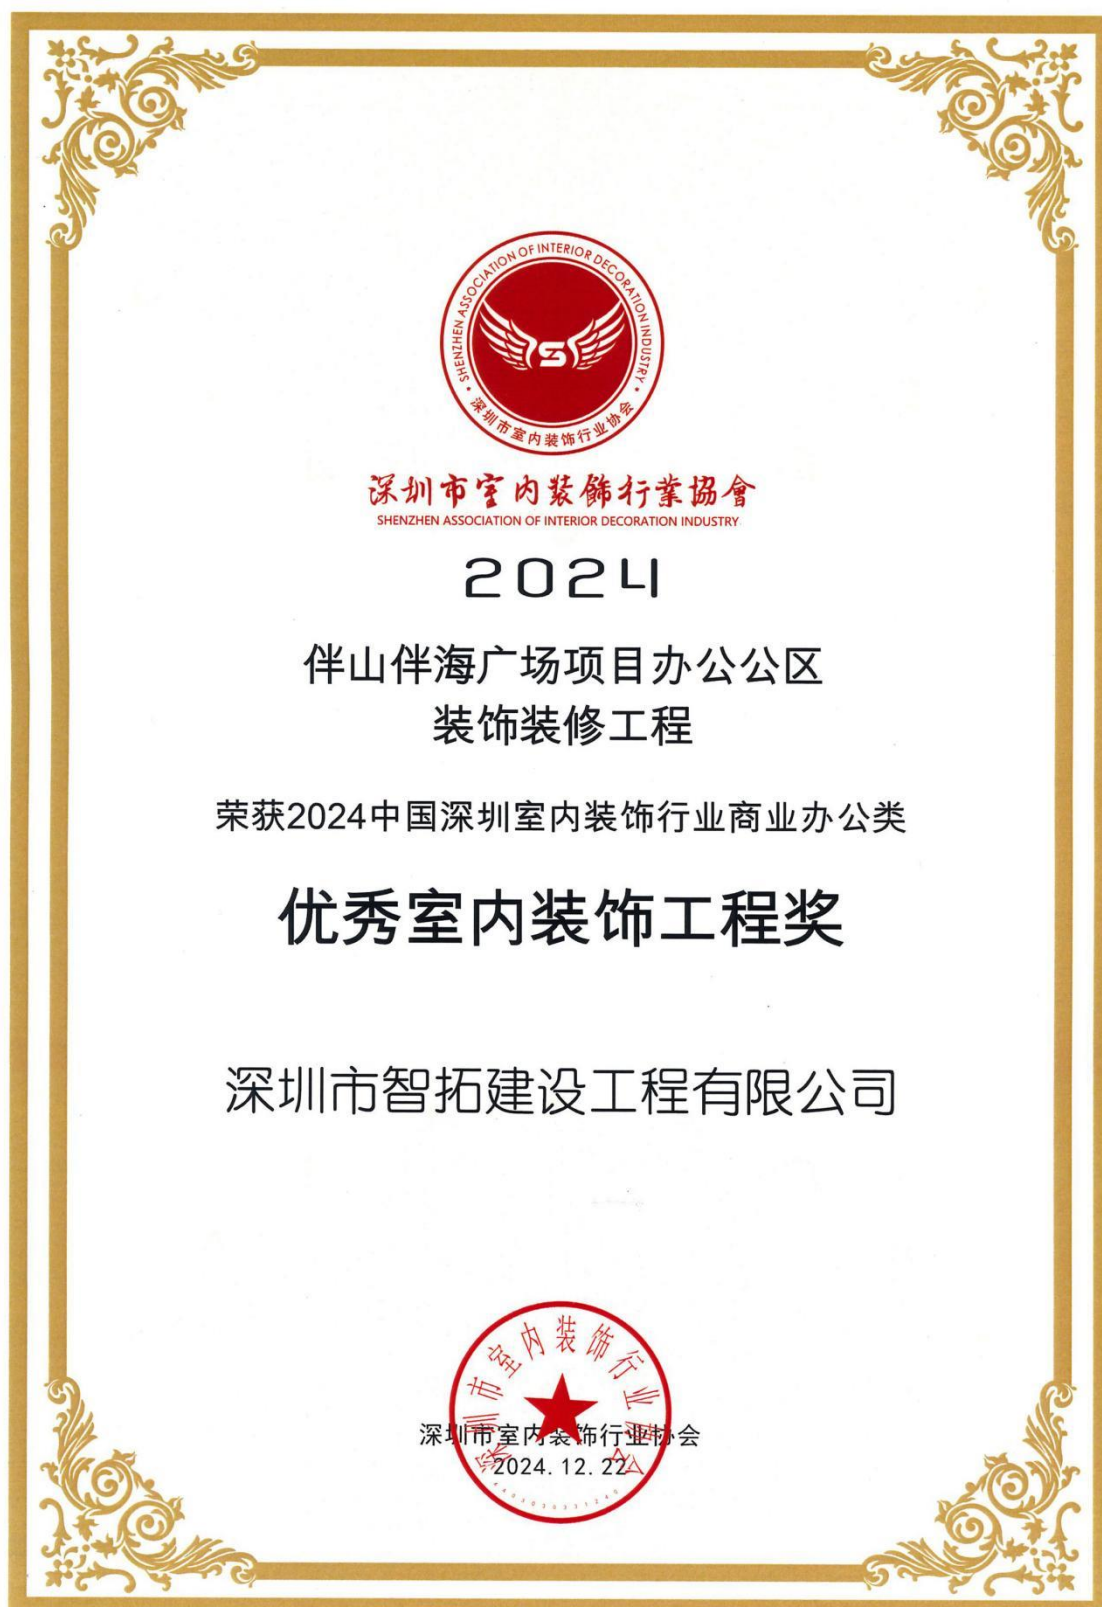 SHENZHEN ASSOCIATION OF INTERIOR DECORATION INDUSTRY
深圳市室内装饰行业协会
深圳市室内装飾行業協會
SHENZHEN ASSOCIATION OF INTERIOR DECORATION INDUSTRY
2024
伴山伴海广场项目办公公区
装饰装修工程
荣获2024中国深圳室内装饰行业商业办公类
优秀室内装饰工程奖
深圳市智拓建设工程有限公司
深圳市室内装饰行业协会
深圳市室内装饰行业协会
2024.12.22